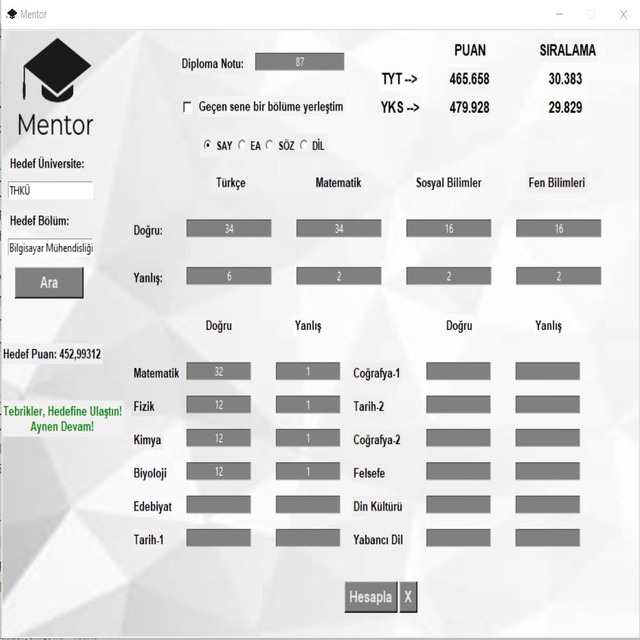 Mentor
Mentor
Diploma Notu: 87
Geçen sene bir bölüme yerleştim
SAY EA SÖZ DİL
PUAN SIRALAMA
TYT --> 465.658 30.383
YKS --> 479.928 29.829
Hedef Üniversite:
THKÜ
Hedef Bölüm:
Bilgisayar Mühendisliği
Ara
Hedef Puan: 452,99312
Tebrikler, Hedefine Ulaştın!
Aynen Devam!
Türkçe Matematik Sosyal Bilimler Fen Bilimleri
Doğru: 34 34 16 16
Yanlış: 6 2 2 2
Doğru Yanlış Doğru Yanlış
Matematik 32 1 Coğrafya-1
Fizik 12 1 Tarih-2
Kimya 12 1 Coğrafya-2
Biyoloji 12 1 Felsefe
Edebiyat Din Kültürü
Tarih-1 Yabancı Dil
Hesapla X